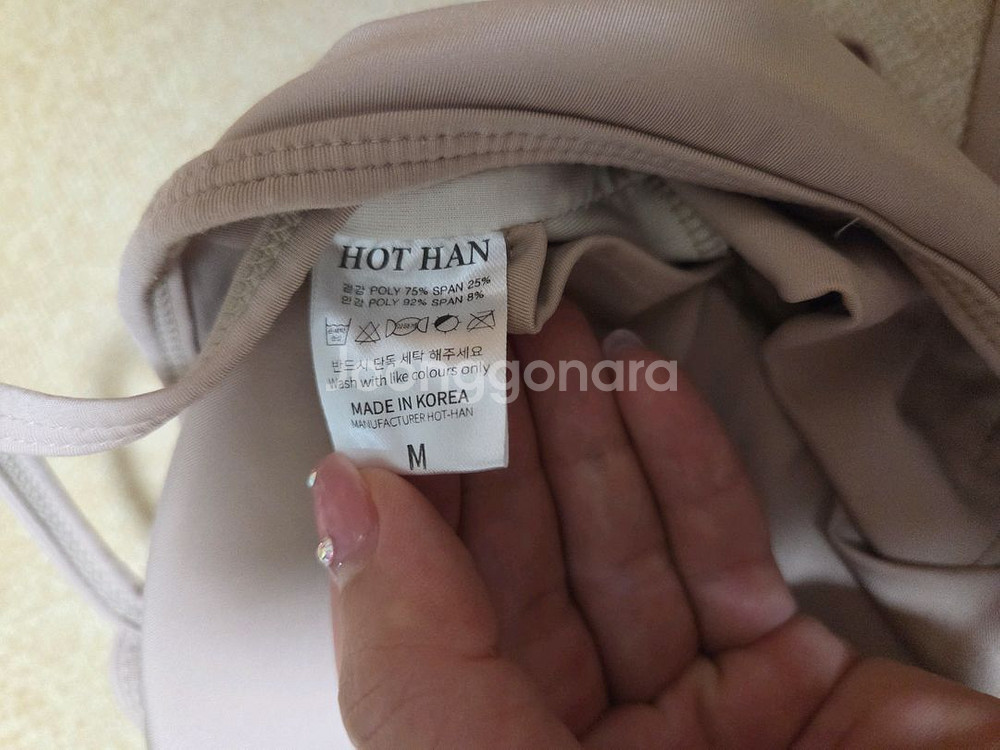 HOT HAN
겉감 POLY 75% SPAN 25%
안감 POLY 92% SPAN 8%
반드시 단독 세탁 해주세요
Wash with like colours only
Joonggonara
MADE IN KOREA
MANUFACTURER HOT-HAN
M